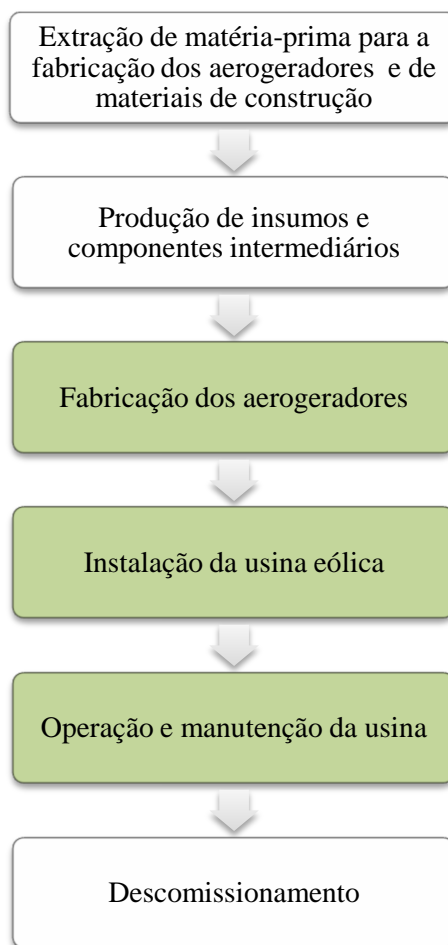 Extração de matéria-prima para a
fabricação dos aerogeradores e de
materiais de construção
Produção de insumos e
componentes intermediários
Fabricação dos aerogeradores
Instalação da usina eólica
Operação e manutenção da usina
Descomissionamento